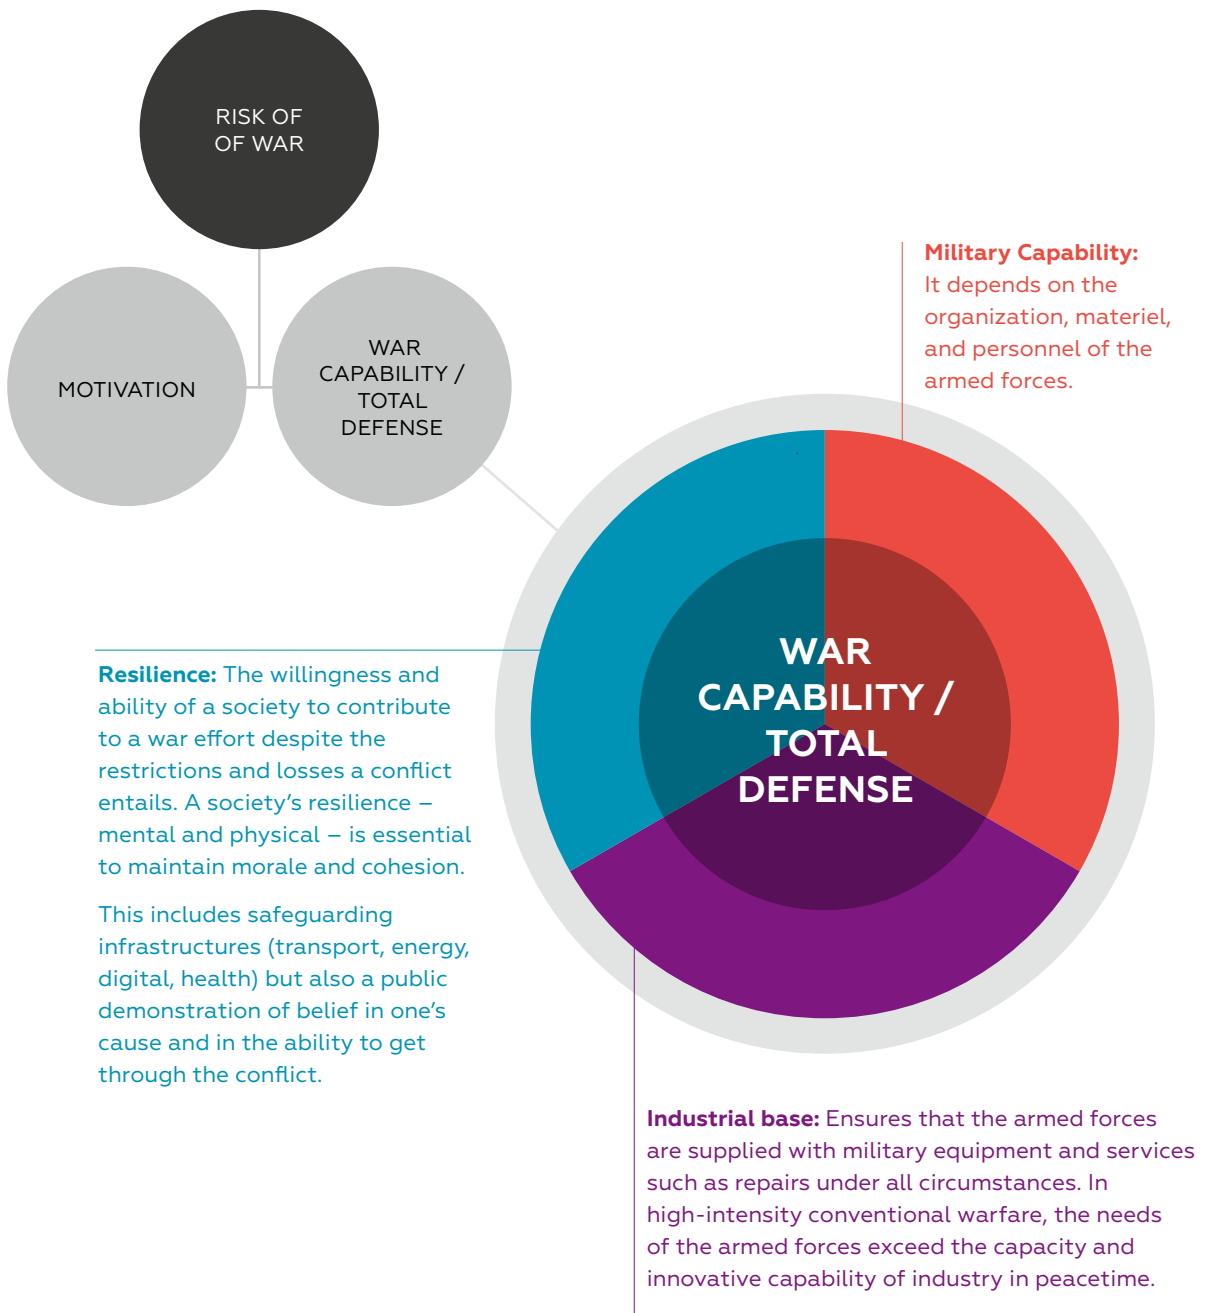 RISK OF
OF WAR
MOTIVATION
WAR
CAPABILITY /
TOTAL
DEFENSE
Military Capability:
It depends on the
organization, materiel,
and personnel of the
armed forces.
WAR
CAPABILITY /
TOTAL
DEFENSE
Resilience: The willingness and
ability of a society to contribute
to a war effort despite the
restrictions and losses a conflict
entails. A society’s resilience –
mental and physical – is essential
to maintain morale and cohesion.
This includes safeguarding
infrastructures (transport, energy,
digital, health) but also a public
demonstration of belief in one’s
cause and in the ability to get
through the conflict.
Industrial base: Ensures that the armed forces
are supplied with military equipment and services
such as repairs under all circumstances. In
high-intensity conventional warfare, the needs
of the armed forces exceed the capacity and
innovative capability of industry in peacetime.